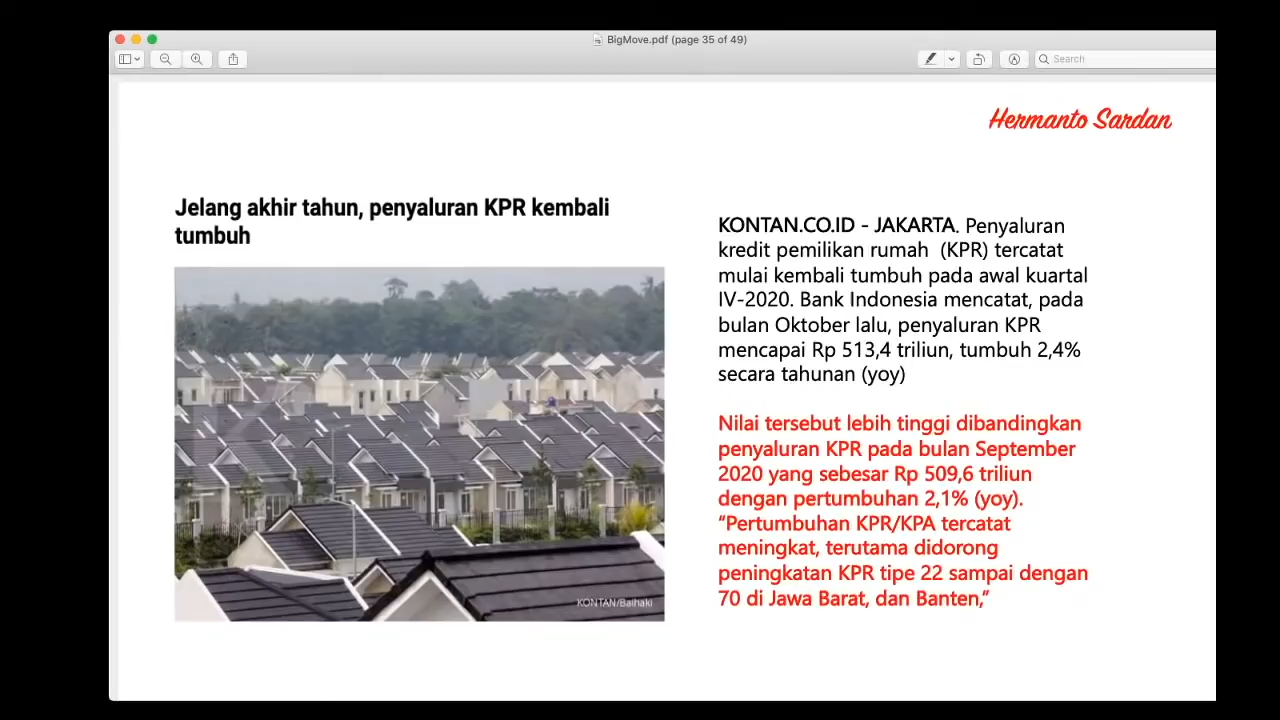 BigMove.pdf (page 35 of 49)
Search
Hermanto Sardan
Jelang akhir tahun, penyaluran KPR kembali
tumbuh
KONTAN/Baihaki
KONTAN.CO.ID - JAKARTA. Penyaluran
kredit pemilikan rumah (KPR) tercatat
mulai kembali tumbuh pada awal kuartal
IV-2020. Bank Indonesia mencatat, pada
bulan Oktober lalu, penyaluran KPR
mencapai Rp 513,4 triliun, tumbuh 2,4%
secara tahunan (yoy)
Nilai tersebut lebih tinggi dibandingkan
penyaluran KPR pada bulan September
2020 yang sebesar Rp 509,6 triliun
dengan pertumbuhan 2,1% (yoy).
“Pertumbuhan KPR/KPA tercatat
meningkat, terutama didorong
peningkatan KPR tipe 22 sampai dengan
70 di Jawa Barat, dan Banten,”